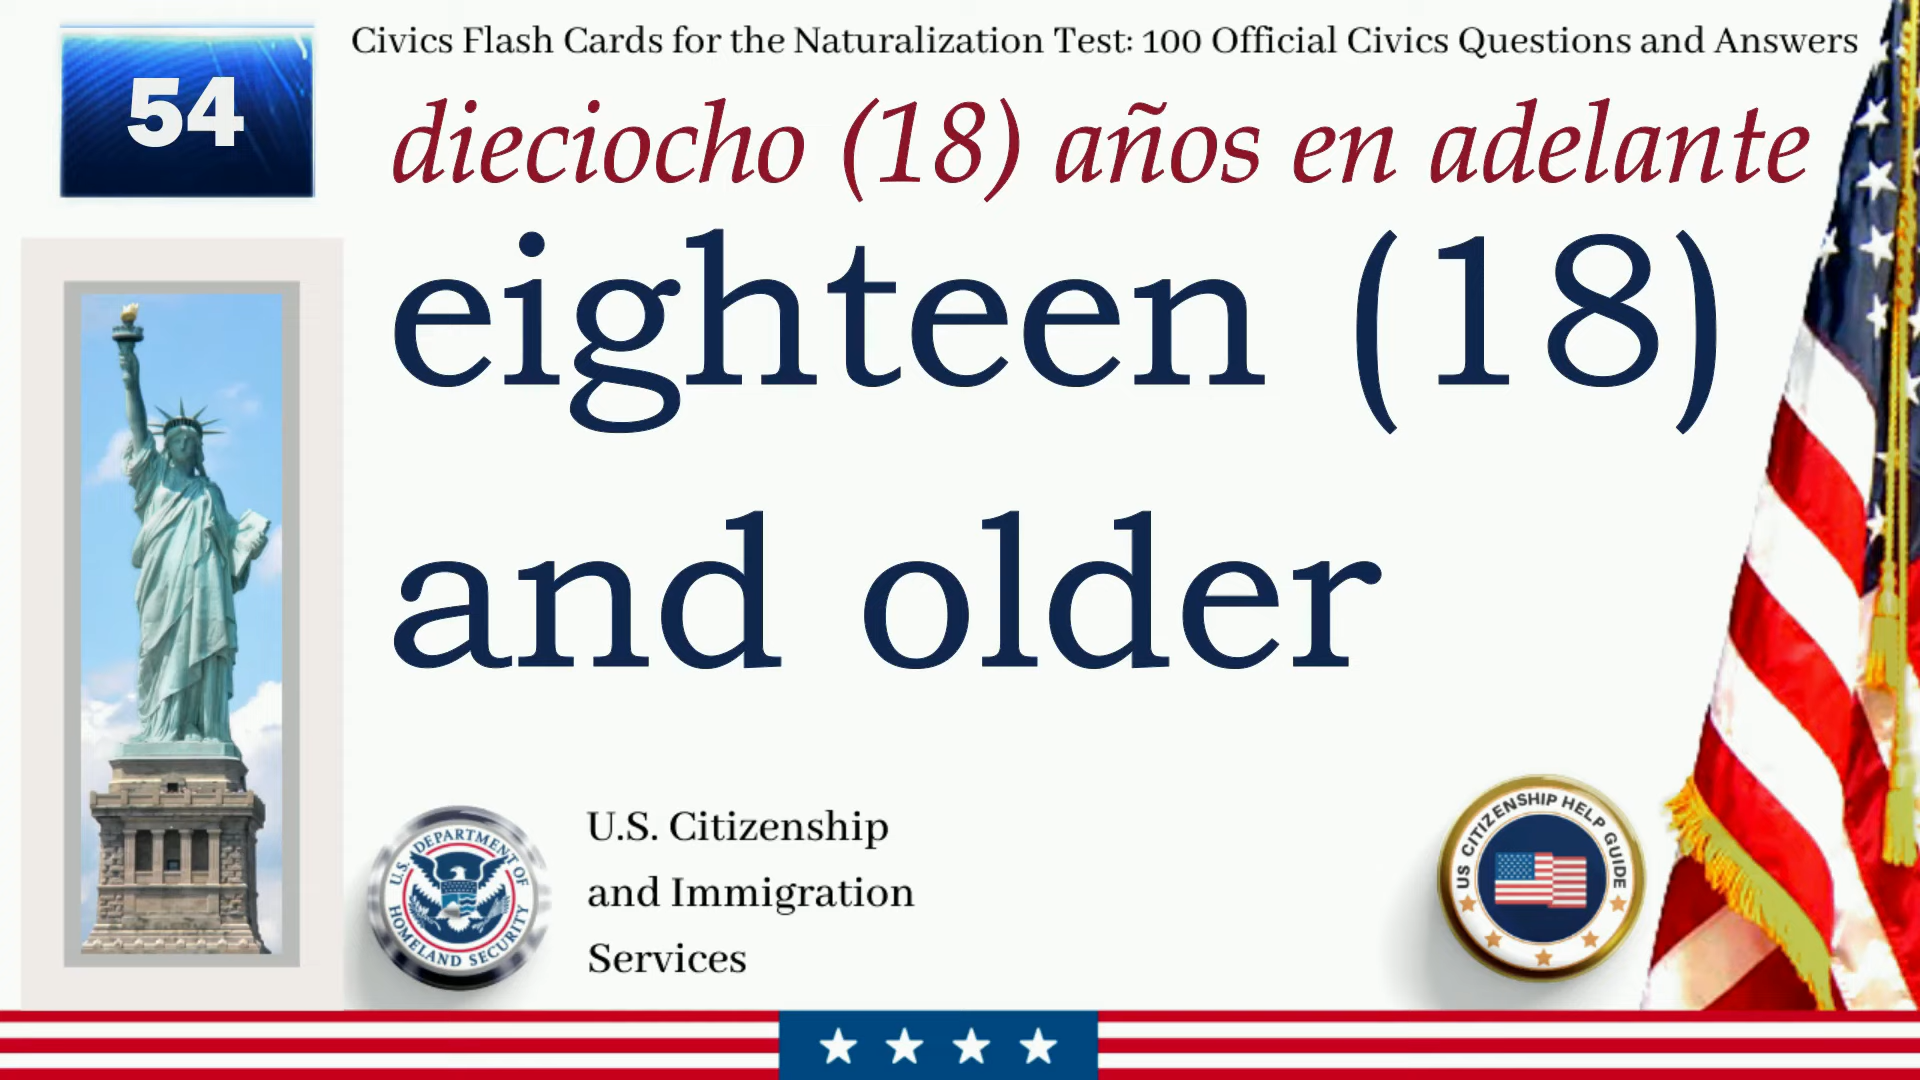 Civics Flash Cards for the Naturalization Test: 100 Official Civics Questions and Answers
54
dieciocho (18) años en adelante
eighteen (18)
and older
U.S. Citizenship
and Immigration
Services
U.S. DEPARTMENT OF
HOMELAND SECURITY
US CITIZENSHIP HELP GUIDE